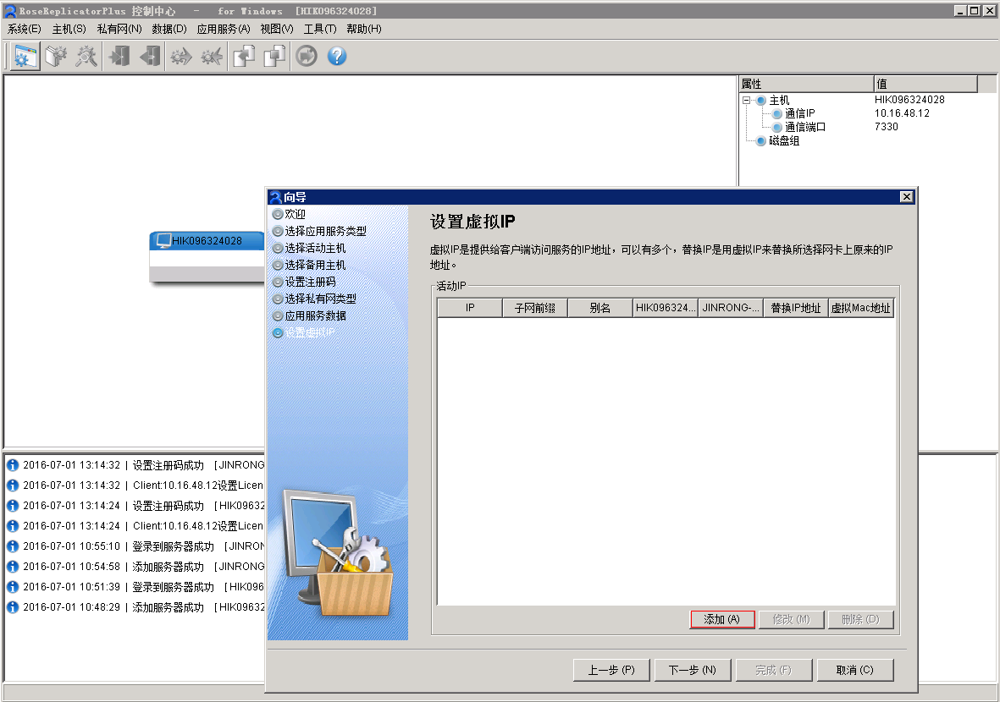 RoseReplicatorPlus 控制中心 - for Windows [HIK096324028]
系统(E) 主机(S) 私有网(N) 数据(D) 应用服务(A) 视图(V) 工具(T) 帮助(H)
属性 值
主机 HIK096324028
通信IP 10.16.48.12
通信端口 7330
磁盘组
HIK096324028
向导
欢迎
选择应用服务类型
选择活动主机
选择备用主机
设置注册码
选择私有网类型
应用服务数据
设置虚拟IP
设置虚拟IP
虚拟IP是提供给客户端访问服务的IP地址，可以有多个，替换IP是用虚拟IP来替换所选择网卡上原来的IP
地址。
活动IP
IP 子网前缀 别名 HIK096324... JINRONG-... 替换IP地址 虚拟Mac地址
添加 (A) 修改 (M) 删除 (D)
上一步 (P) 下一步 (N) 完成 (F) 取消 (C)
2016-07-01 13:14:32 | 设置注册码成功 [JINRONG
2016-07-01 13:14:32 | Client:10.16.48.12设置Licen
2016-07-01 13:14:24 | 设置注册码成功 [HIK09632
2016-07-01 13:14:24 | Client:10.16.48.12设置Licen
2016-07-01 10:55:10 | 登录到服务器成功 [JINRON
2016-07-01 10:54:58 | 添加服务器成功 [JINRONG
2016-07-01 10:51:39 | 登录到服务器成功 [HIK096
2016-07-01 10:48:29 | 添加服务器成功 [HIK09632